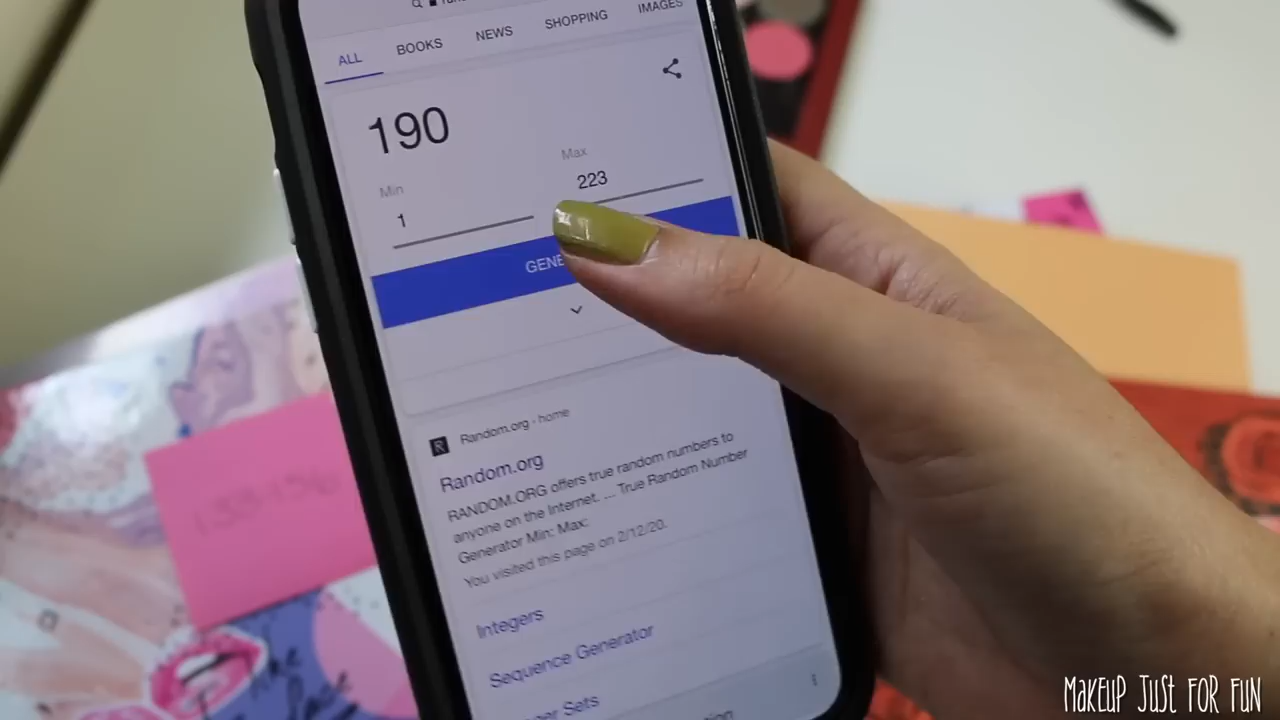 ALL BOOKS NEWS SHOPPING IMAGES
190
Min Max
1 223
GENE
Random.org › home
Random.org
RANDOM.ORG offers true random numbers to
anyone on the Internet. ... True Random Number
Generator Min: Max:
You visited this page on 2/12/20.
Integers
Sequence Generator
Sets
MAKEUP JUST FOR FUN